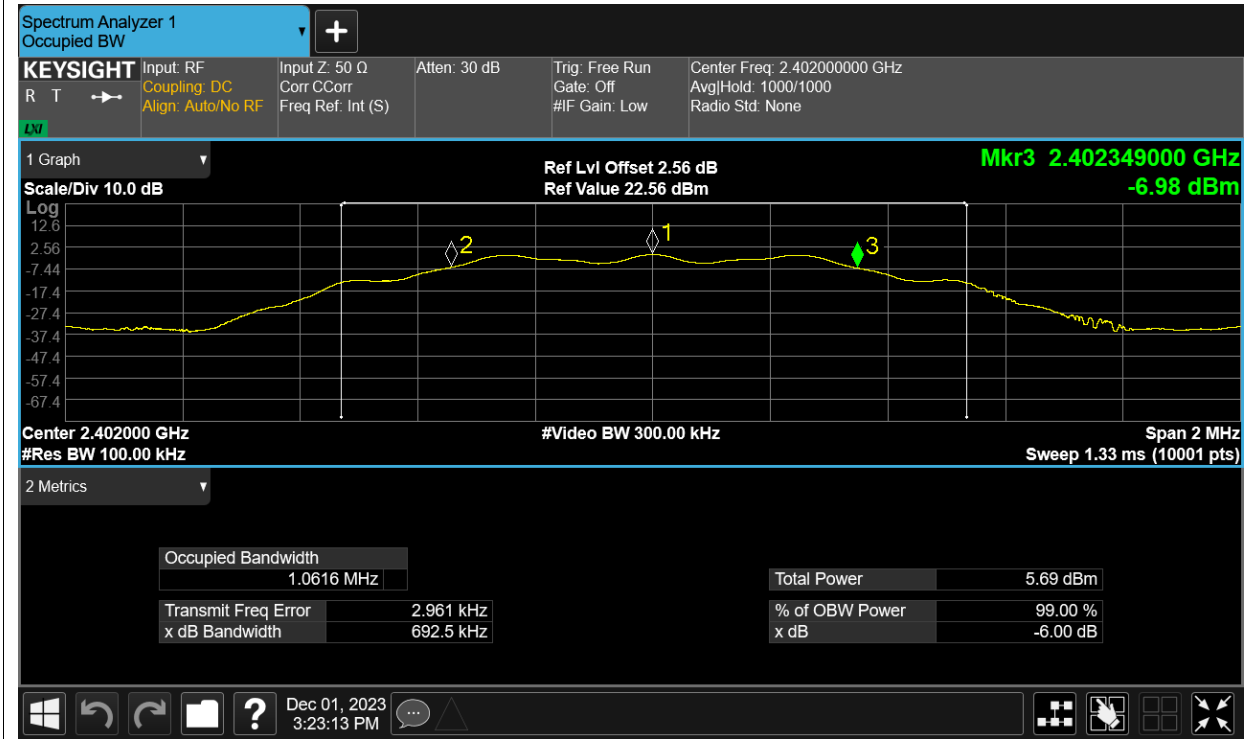 Spectrum Analyzer 1
Occupied BW
KEYSIGHT
R T
LXI
Input: RF
Coupling: DC
Align: Auto/No RF
Input Z: 50 Ω
Corr CCorr
Freq Ref: Int (S)
Atten: 30 dB
Trig: Free Run
Gate: Off
#IF Gain: Low
Center Freq: 2.402000000 GHz
Avg|Hold: 1000/1000
Radio Std: None
1 Graph
Scale/Div 10.0 dB
Ref Lvl Offset 2.56 dB
Ref Value 22.56 dBm
Mkr3 2.402349000 GHz
-6.98 dBm
Log
12.6
2.56
-7.44
-17.4
-27.4
-37.4
-47.4
-57.4
-67.4
2
1
3
Center 2.402000 GHz
#Video BW 300.00 kHz
Span 2 MHz
#Res BW 100.00 kHz
Sweep 1.33 ms (10001 pts)
2 Metrics
Occupied Bandwidth
1.0616 MHz
Total Power 5.69 dBm
Transmit Freq Error 2.961 kHz
% of OBW Power 99.00 %
x dB Bandwidth 692.5 kHz
x dB -6.00 dB
?
Dec 01, 2023
3:23:13 PM